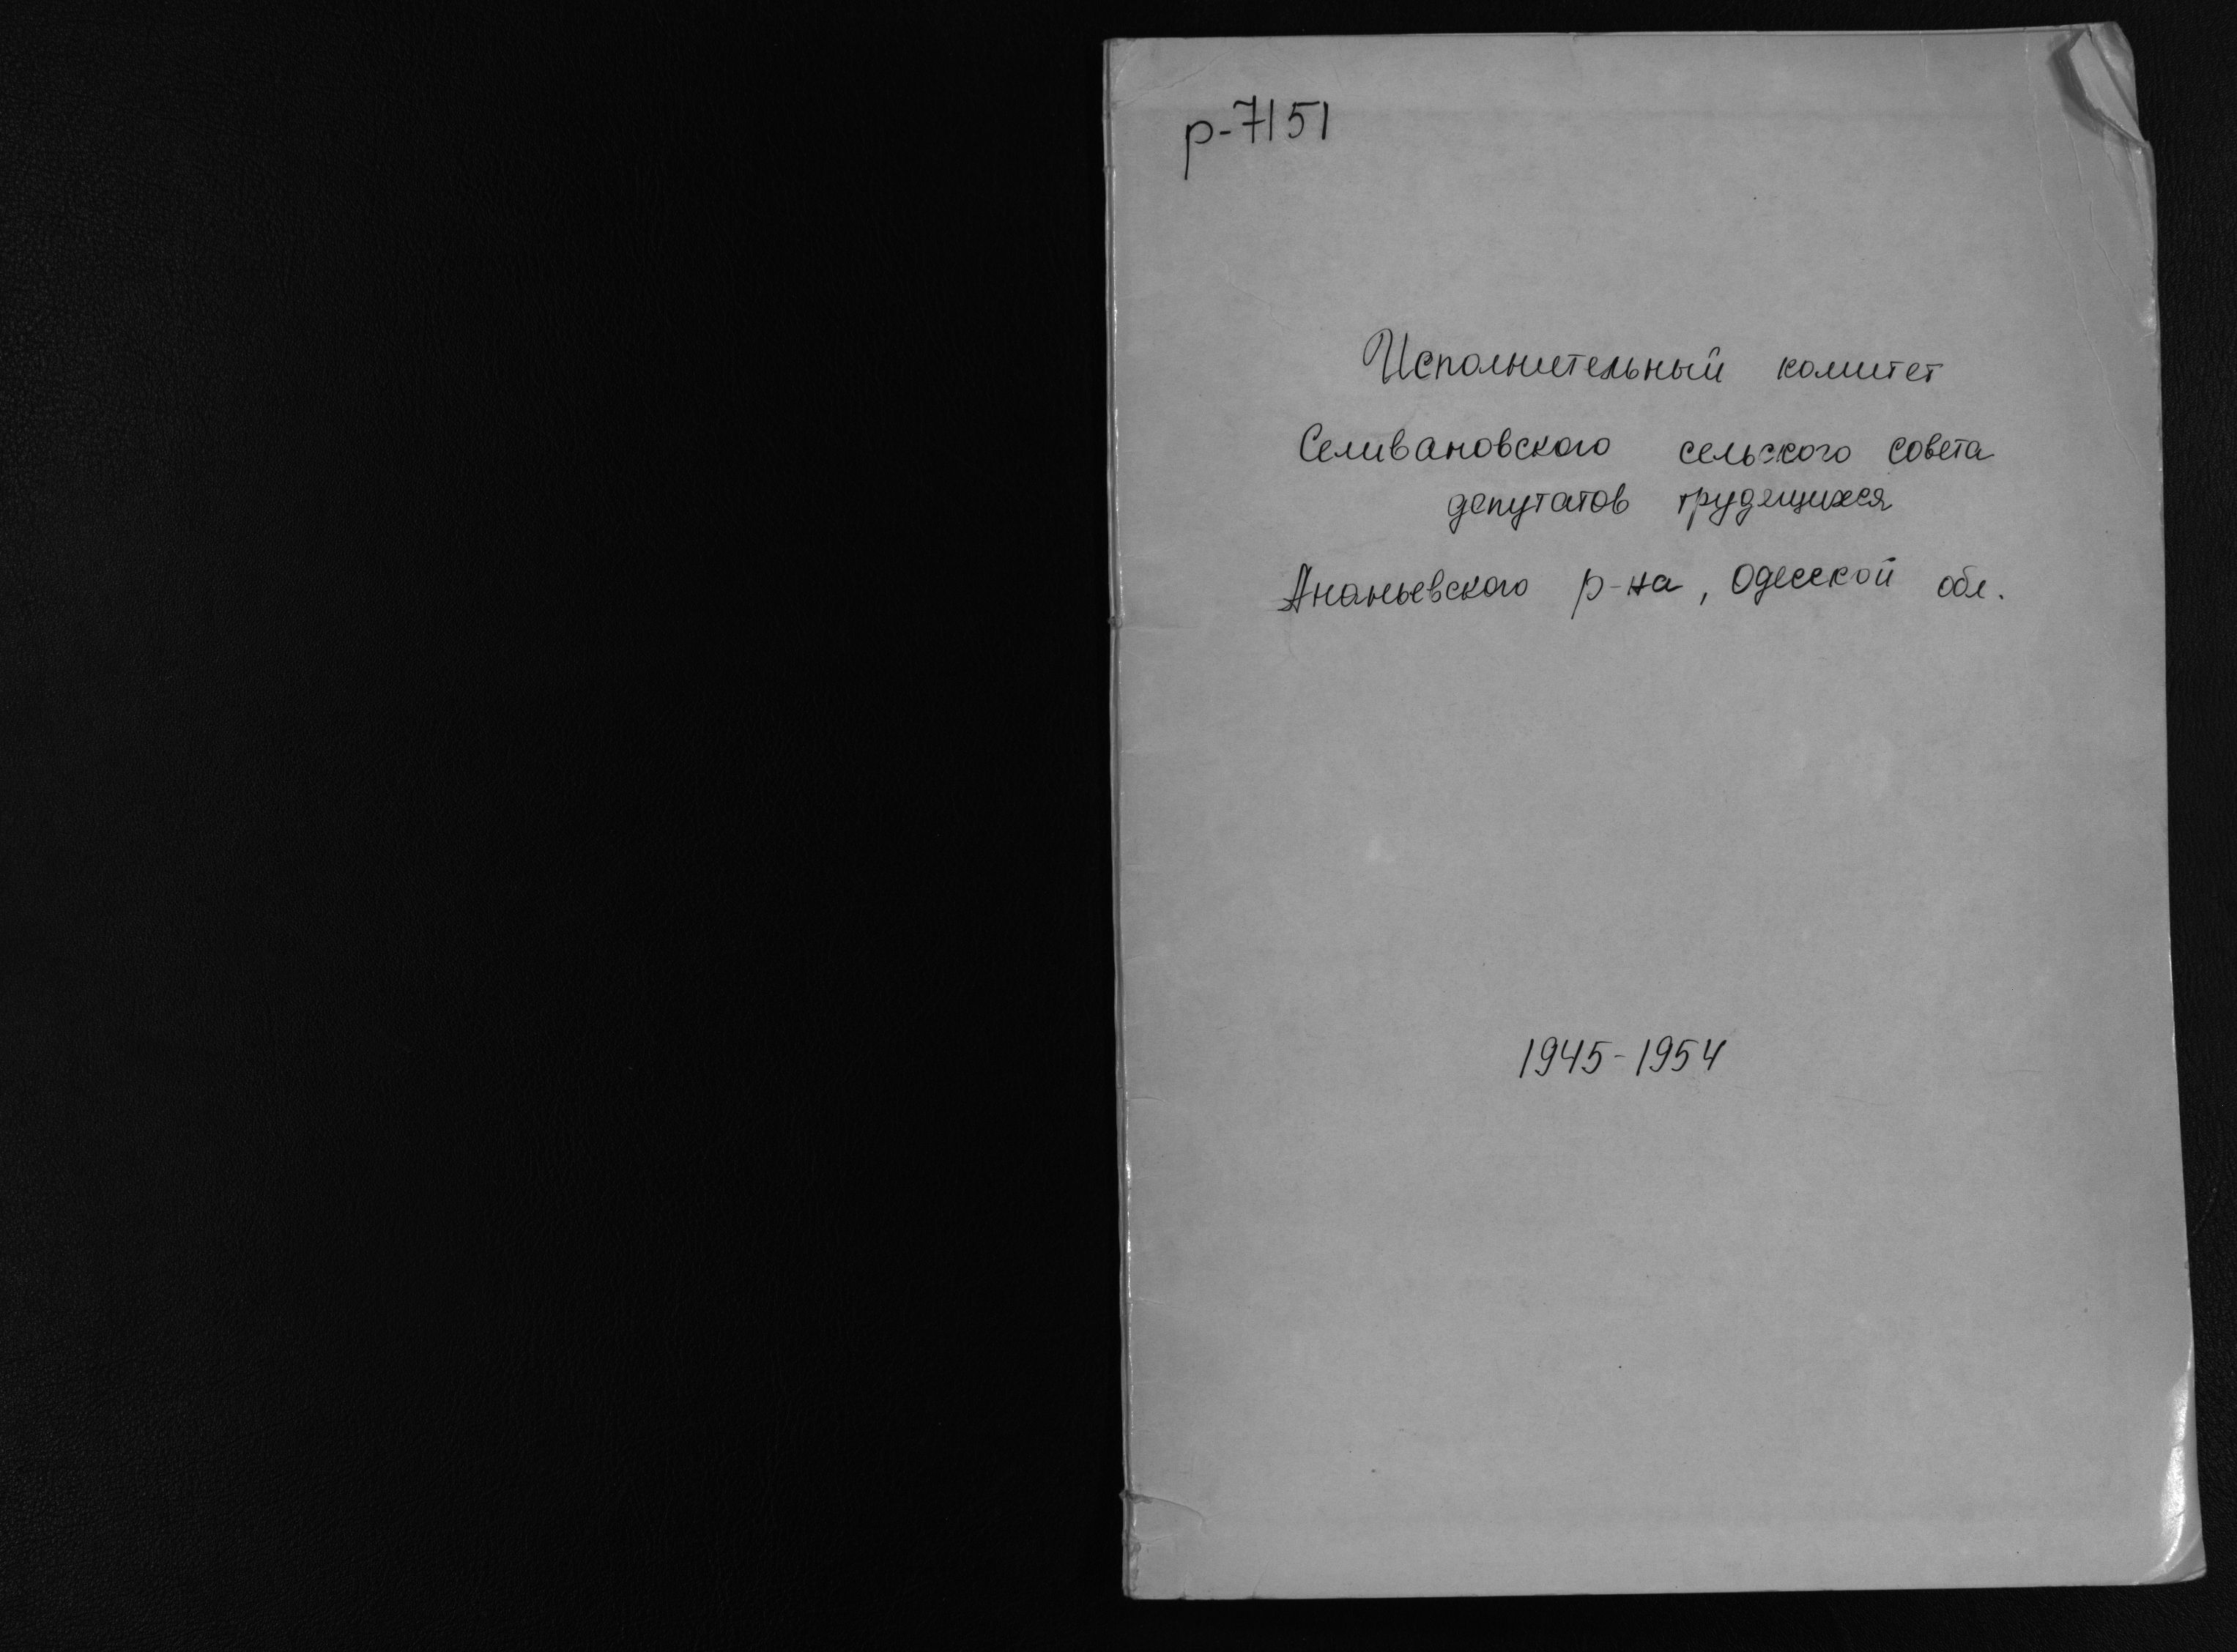 р-7151
Исполнительный комитет
Селивановского сельского совета
депутатов трудящихся
Ананьевского р-на, Одесской обл.
1945-1954